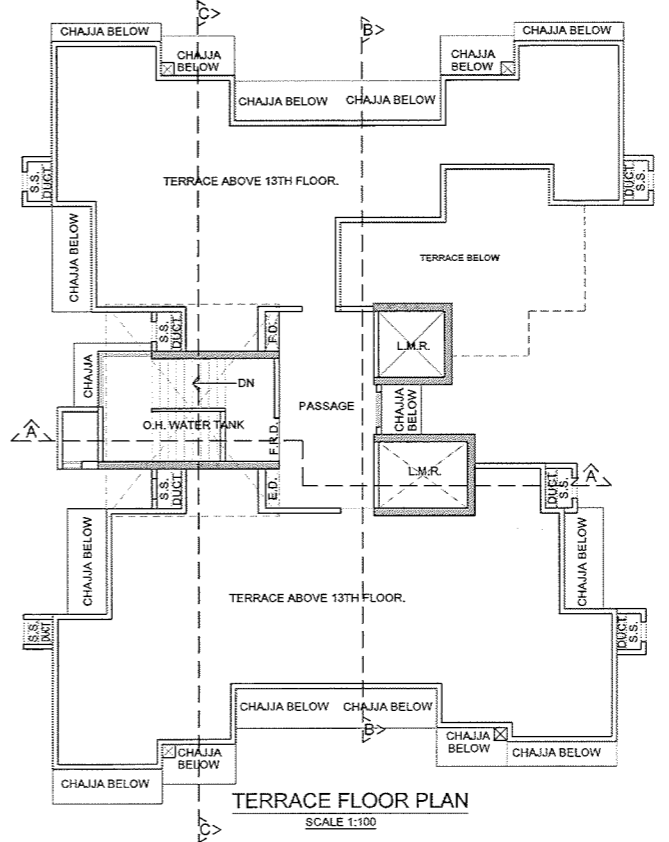 C>
B>
CHAJJA BELOW
CHAJJA BELOW
CHAJJA
BELOW
CHAJJA
BELOW
CHAJJA BELOW
CHAJJA BELOW
S.S.
DUCT.
TERRACE ABOVE 13TH FLOOR.
DUCT.
S.S.
CHAJJA BELOW
TERRACE BELOW
S.S.
DUCT.
F.D.
L.M.R.
CHAJJA
DN
PASSAGE
CHAJJA
BELOW
A
O.H. WATER TANK
F.R.D.
L.M.R.
A
S.S.
DUCT.
E.D.
DUCT.
S.S.
CHAJJA BELOW
CHAJJA BELOW
TERRACE ABOVE 13TH FLOOR.
S.S.
DUCT.
DUCT.
S.S.
CHAJJA BELOW
CHAJJA BELOW
B>
CHAJJA
BELOW
CHAJJA
BELOW
CHAJJA BELOW
CHAJJA BELOW
TERRACE FLOOR PLAN
SCALE 1:100
C>